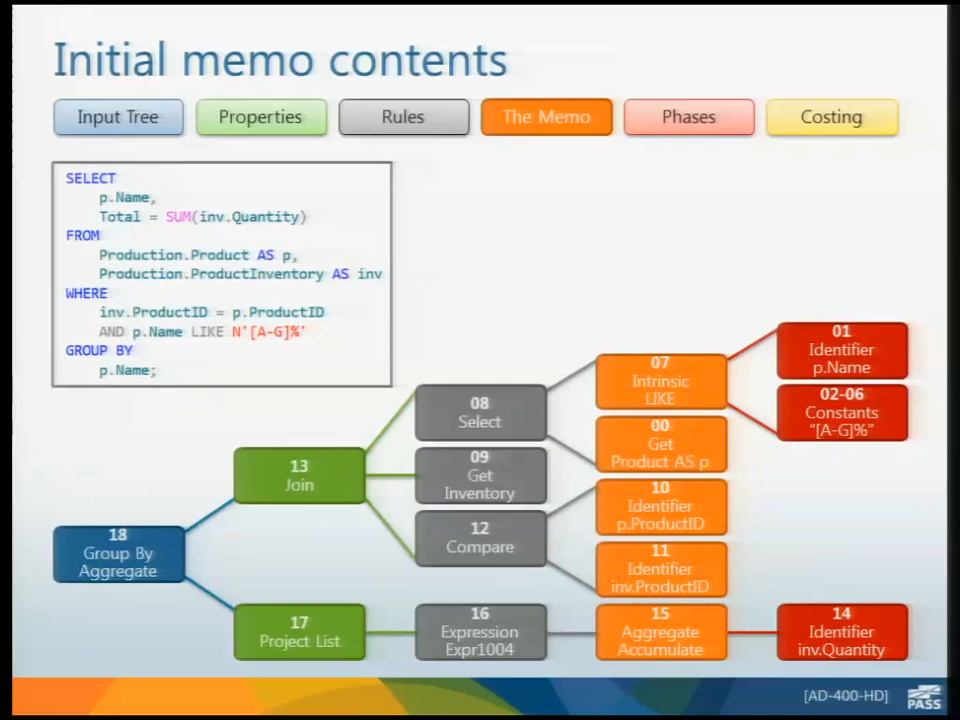 Initial memo contents
Input Tree
Properties
Rules
The Memo
Phases
Costing
SELECT
p.Name,
Total = SUM(inv.Quantity)
FROM
Production.Product AS p,
Production.ProductInventory AS inv
WHERE
inv.ProductID = p.ProductID
AND p.Name LIKE N'[A-G]%'
GROUP BY
p.Name;
18
Group By
Aggregate
13
Join
17
Project List
08
Select
09
Get
Inventory
12
Compare
16
Expression
Expr1004
07
Intrinsic
LIKE
00
Get
Product AS p
10
Identifier
p.ProductID
11
Identifier
inv.ProductID
15
Aggregate
Accumulate
01
Identifier
p.Name
02-06
Constants
“[A-G]%”
14
Identifier
inv.Quantity
[AD-400-HD]
PASS